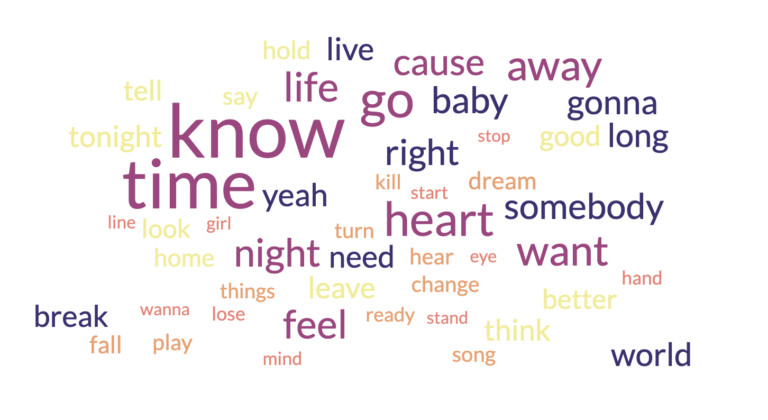 hold live
cause away
tell say life go baby gonna
tonight know right stop good long
time yeah kill start dream
line look girl turn heart somebody
home night need hear eye want
things leave change hand
break wanna lose feel ready stand better
fall play mind song think world